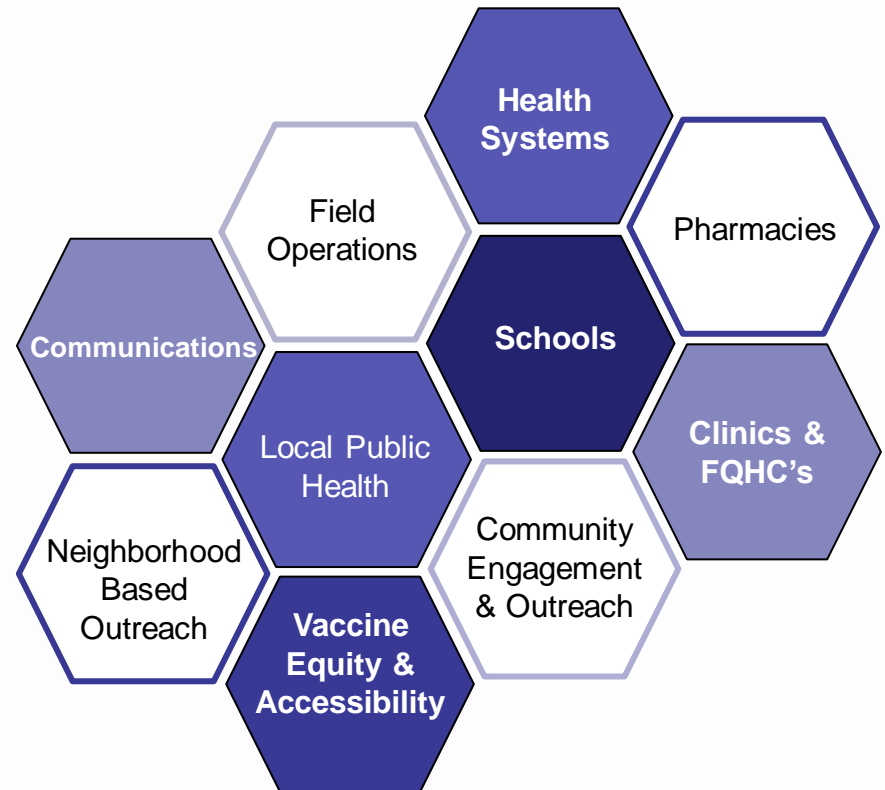 Health
Systems
Field
Operations
Pharmacies
Communications
Schools
Local Public
Health
Clinics &
FQHC's
Neighborhood
Based
Outreach
Community
Engagement
& Outreach
Vaccine
Equity &
Accessibility